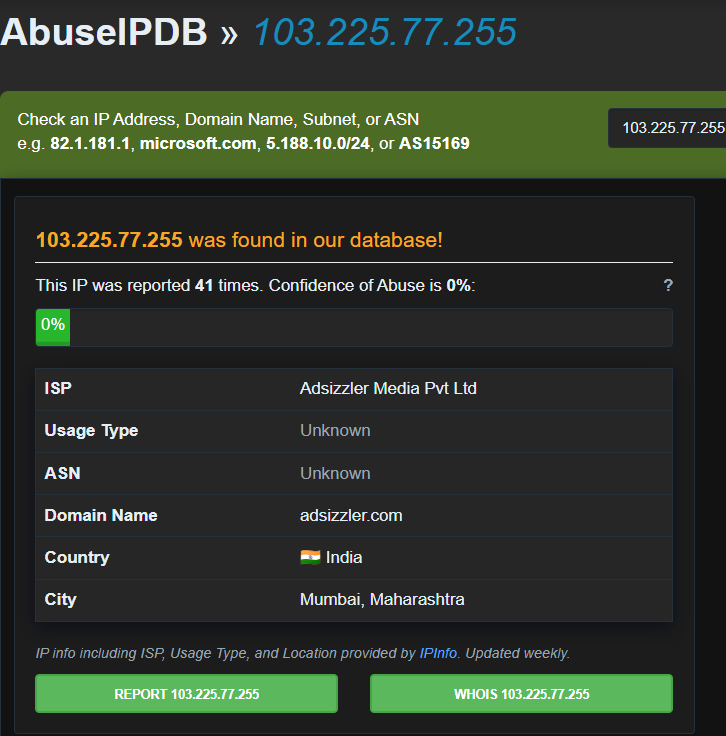 AbuseIPDB » 103.225.77.255
Check an IP Address, Domain Name, Subnet, or ASN
e.g. 82.1.181.1, microsoft.com, 5.188.10.0/24, or AS15169
103.225.77.255
103.225.77.255 was found in our database!
This IP was reported 41 times. Confidence of Abuse is 0%: ?
0%
ISP Adsizzler Media Pvt Ltd
Usage Type Unknown
ASN Unknown
Domain Name adsizzler.com
Country India
City Mumbai, Maharashtra
IP info including ISP, Usage Type, and Location provided by IPInfo. Updated weekly.
REPORT 103.225.77.255 WHOIS 103.225.77.255